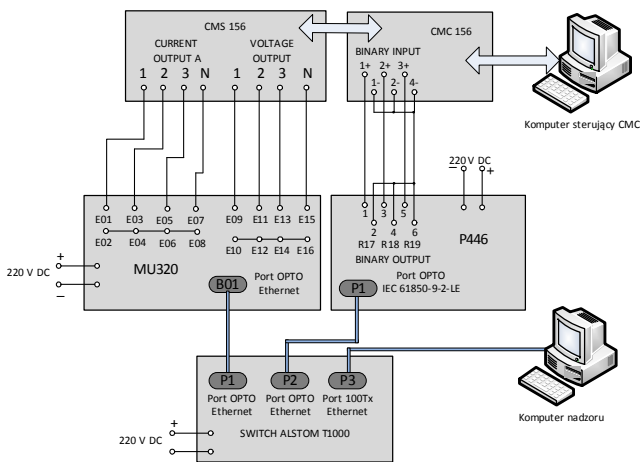 CMS 156
CURRENT
OUTPUT A
VOLTAGE
OUTPUT
1 2 3 N 1 2 3 N
CMC 156
BINARY INPUT
1+ 2+ 3+
1- 2- 4-
Komputer sterujący CMC
E01 E03 E05 E07 E09 E11 E13 E15
E02 E04 E06 E08 E10 E12 E14 E16
MU320
220 V DC
+
–
B01
Port OPTO
Ethernet
220 V DC
– +
1 3 5
2 4 6
R17 R18 R19
BINARY OUTPUT
P446
P1
Port OPTO
IEC 61850-9-2-LE
P1 P2 P3
Port OPTO
Ethernet
Port OPTO
Ethernet
Port 100Tx
Ethernet
SWITCH ALSTOM T1000
220 V DC
+
–
Komputer nadzoru